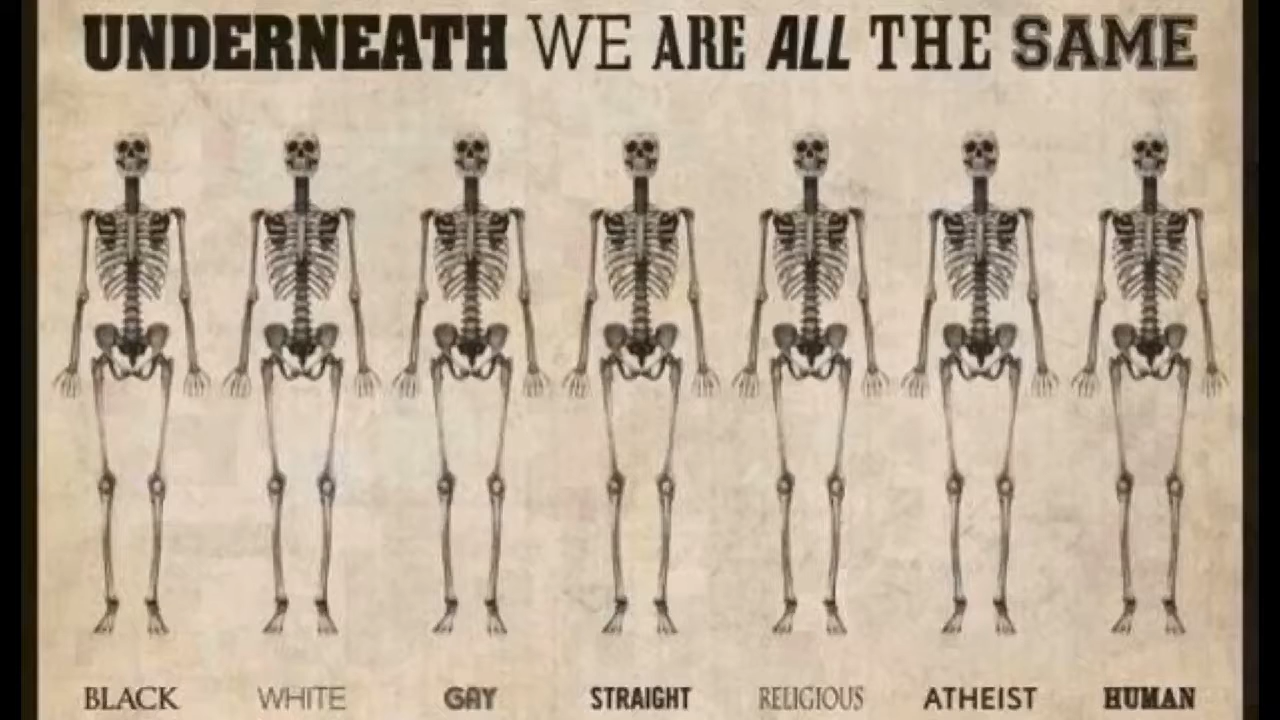 UNDERNEATH WE ARE ALL THE SAME
BLACK WHITE GAY STRAIGHT RELIGIOUS ATHEIST HUMAN